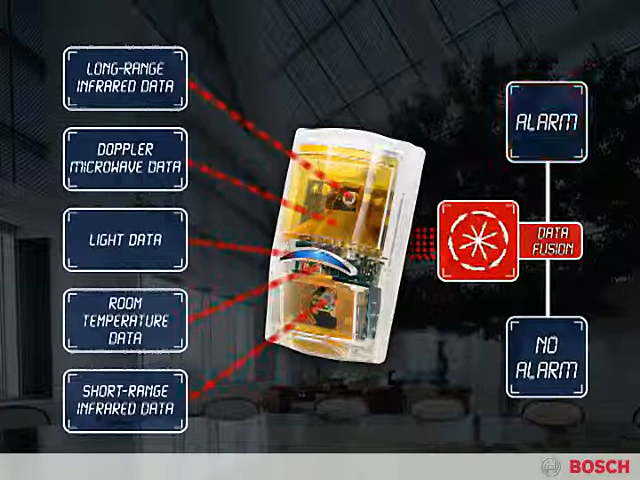 LONG-RANGE
INFRARED DATA
DOPPLER
MICROWAVE DATA
LIGHT DATA
ROOM
TEMPERATURE
DATA
SHORT-RANGE
INFRARED DATA
ALARM
DATA
FUSION
NO
ALARM
BOSCH